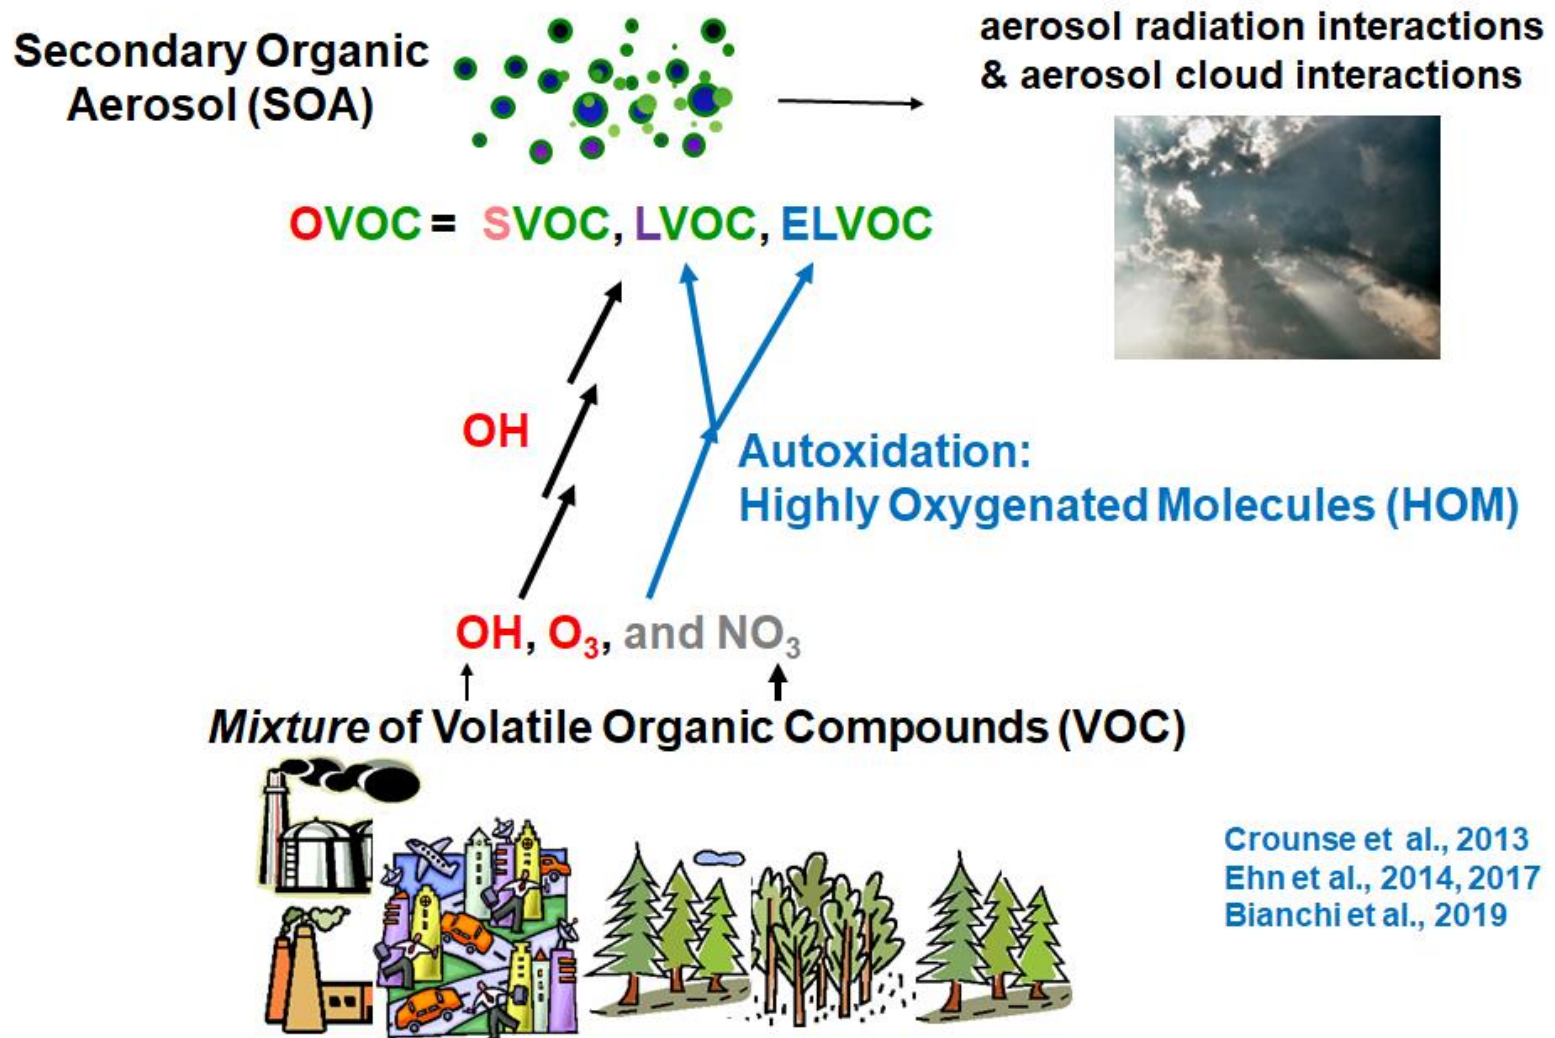 Secondary Organic
Aerosol (SOA)
aerosol radiation interactions
& aerosol cloud interactions
OVOC = SVOC, LVOC, ELVOC
OH
Autoxidation:
Highly Oxygenated Molecules (HOM)
OH, O₃, and NO₃
Mixture of Volatile Organic Compounds (VOC)
Crounse et al., 2013
Ehn et al., 2014, 2017
Bianchi et al., 2019